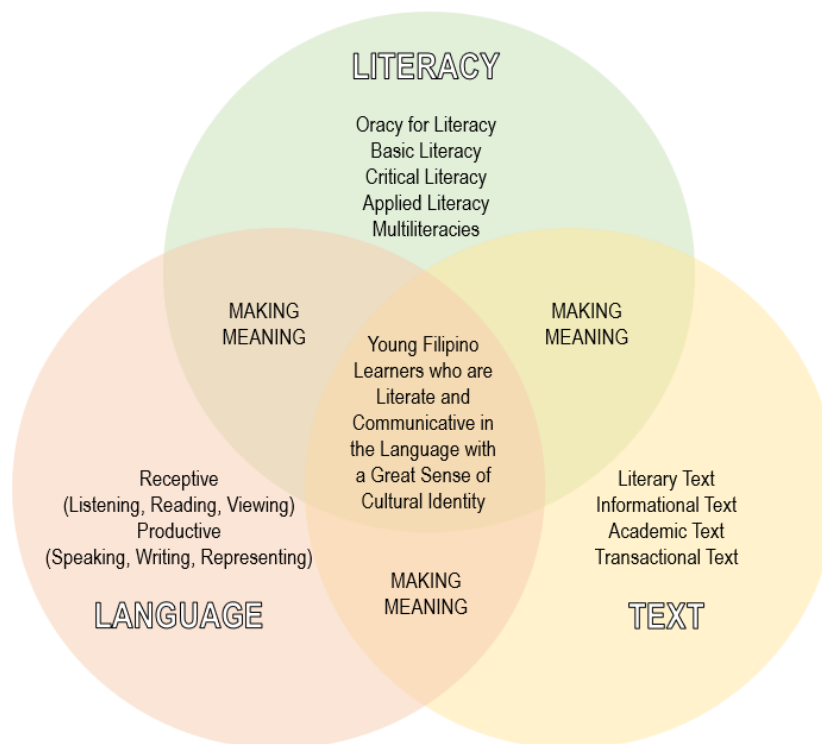 LITERACY
Oracy for Literacy
Basic Literacy
Critical Literacy
Applied Literacy
Multiliteracies
MAKING
MEANING
MAKING
MEANING
Young Filipino
Learners who are
Literate and
Communicative in
the Language with
a Great Sense of
Cultural Identity
Receptive
(Listening, Reading, Viewing)
Productive
(Speaking, Writing, Representing)
LANGUAGE
Literary Text
Informational Text
Academic Text
Transactional Text
TEXT
MAKING
MEANING